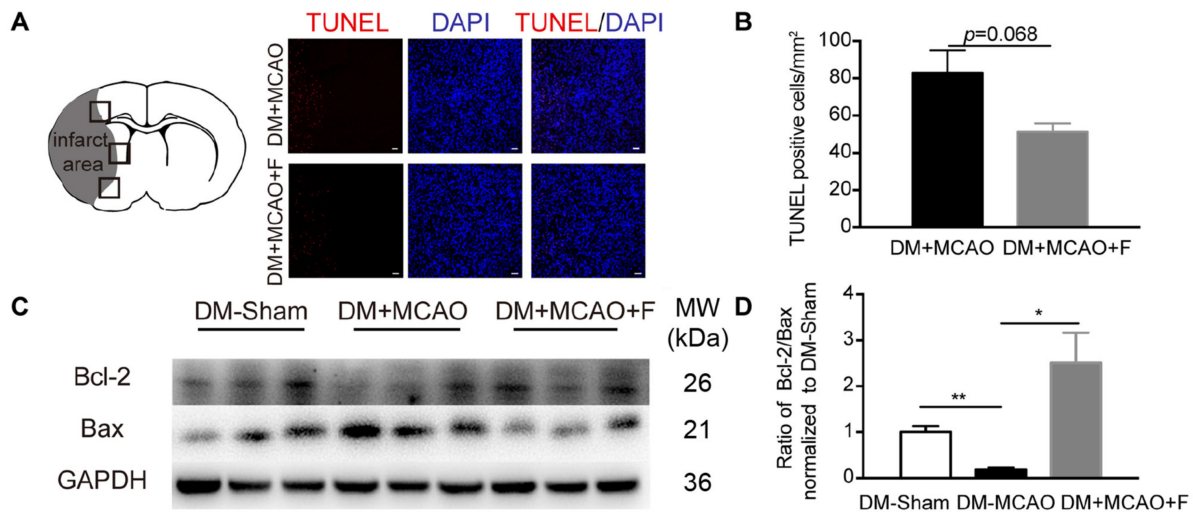 A
TUNEL DAPI TUNEL/DAPI
DM+MCAO
DM+MCAO+F
infarct
area
B
TUNEL positive cells/mm²
100
80
60
40
20
0
p=0.068
DM+MCAO DM+MCAO+F
C
DM-Sham DM+MCAO DM+MCAO+F MW
(kDa)
Bcl-2 26
Bax 21
GAPDH 36
D
Ratio of Bcl-2/Bax
normalized to DM-Sham
4
3
2
1
0
**
*
DM-Sham DM-MCAO DM+MCAO+F